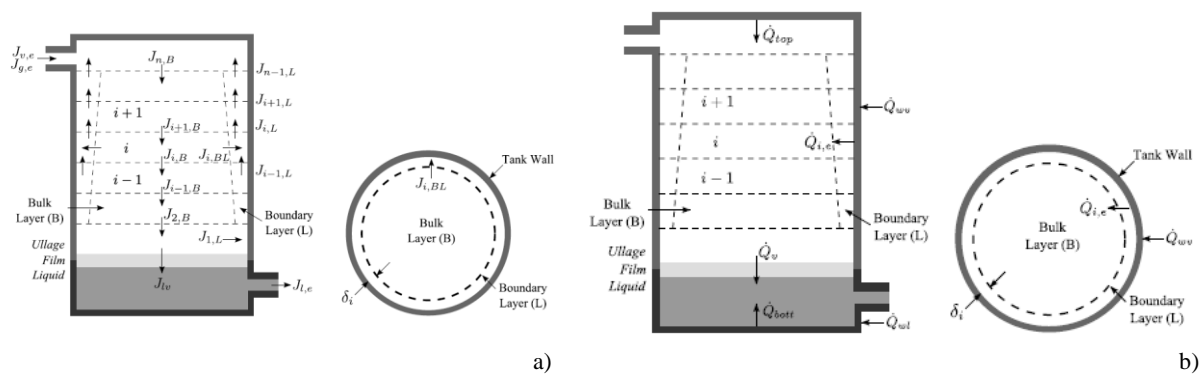 J_{v,e}
J_{g,e}
J_{n,B}
J_{n-1,L}
J_{i+1,L}
i+1
J_{i+1,B}
J_{i,L}
i
J_{i,B}
J_{i,BL}
J_{i-1,L}
i-1
J_{i-1,B}
Bulk
Layer (B)
J_{2,B}
Boundary
Layer (L)
J_{1,L}
Ullage
Film
Liquid
J_{lv}
J_{l,e}
Tank Wall
J_{i,BL}
Bulk
Layer (B)
δ_i
Boundary
Layer (L)
a)
Q̇_{top}
i+1
Q̇_{wv}
i
Q̇_{i,e_i}
i-1
Bulk
Layer (B)
Boundary
Layer (L)
Ullage
Film
Liquid
Q̇_v
Q̇_{bott}
Q̇_{wl}
Tank Wall
Q̇_{i,e}
Bulk
Layer (B)
Q̇_{wv}
δ_i
Boundary
Layer (L)
b)